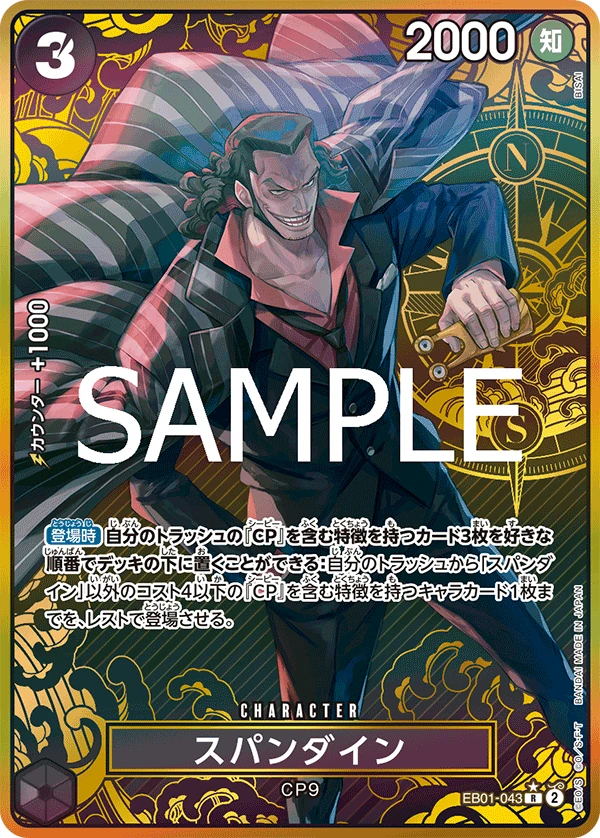 3
2000 知
BISAI
N
カウンター+1000
SAMPLE
S
登場時 自分のトラッシュの『CP』を含む特徴を持つカード3枚を好きな
順番でデッキの下に置くことができる:自分のトラッシュから「スパンダ
イン」以外のコスト4以下の『CP』を含む特徴を持つキャラカード1枚ま
でを、レストで登場させる。
CHARACTER
スパンダイン
CP9
EB01-043 R 2
©EO/S ©O/S・F・T BANDAI MADE IN JAPAN